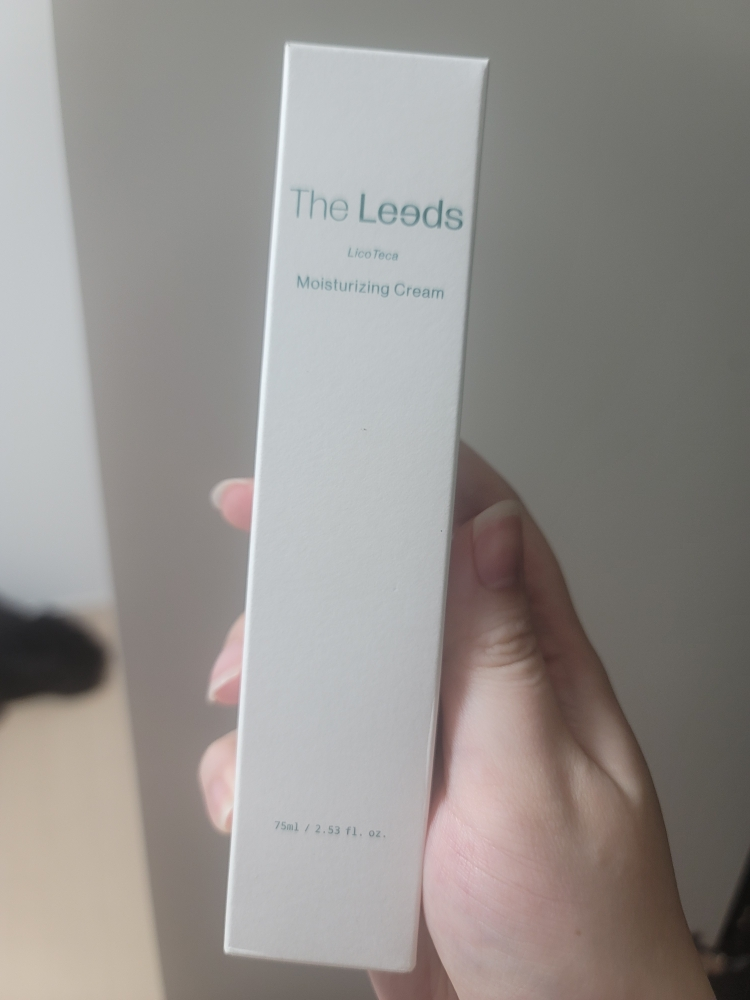 The Leeds
LicoTeca
Moisturizing Cream
75ml / 2.53 fl. oz.